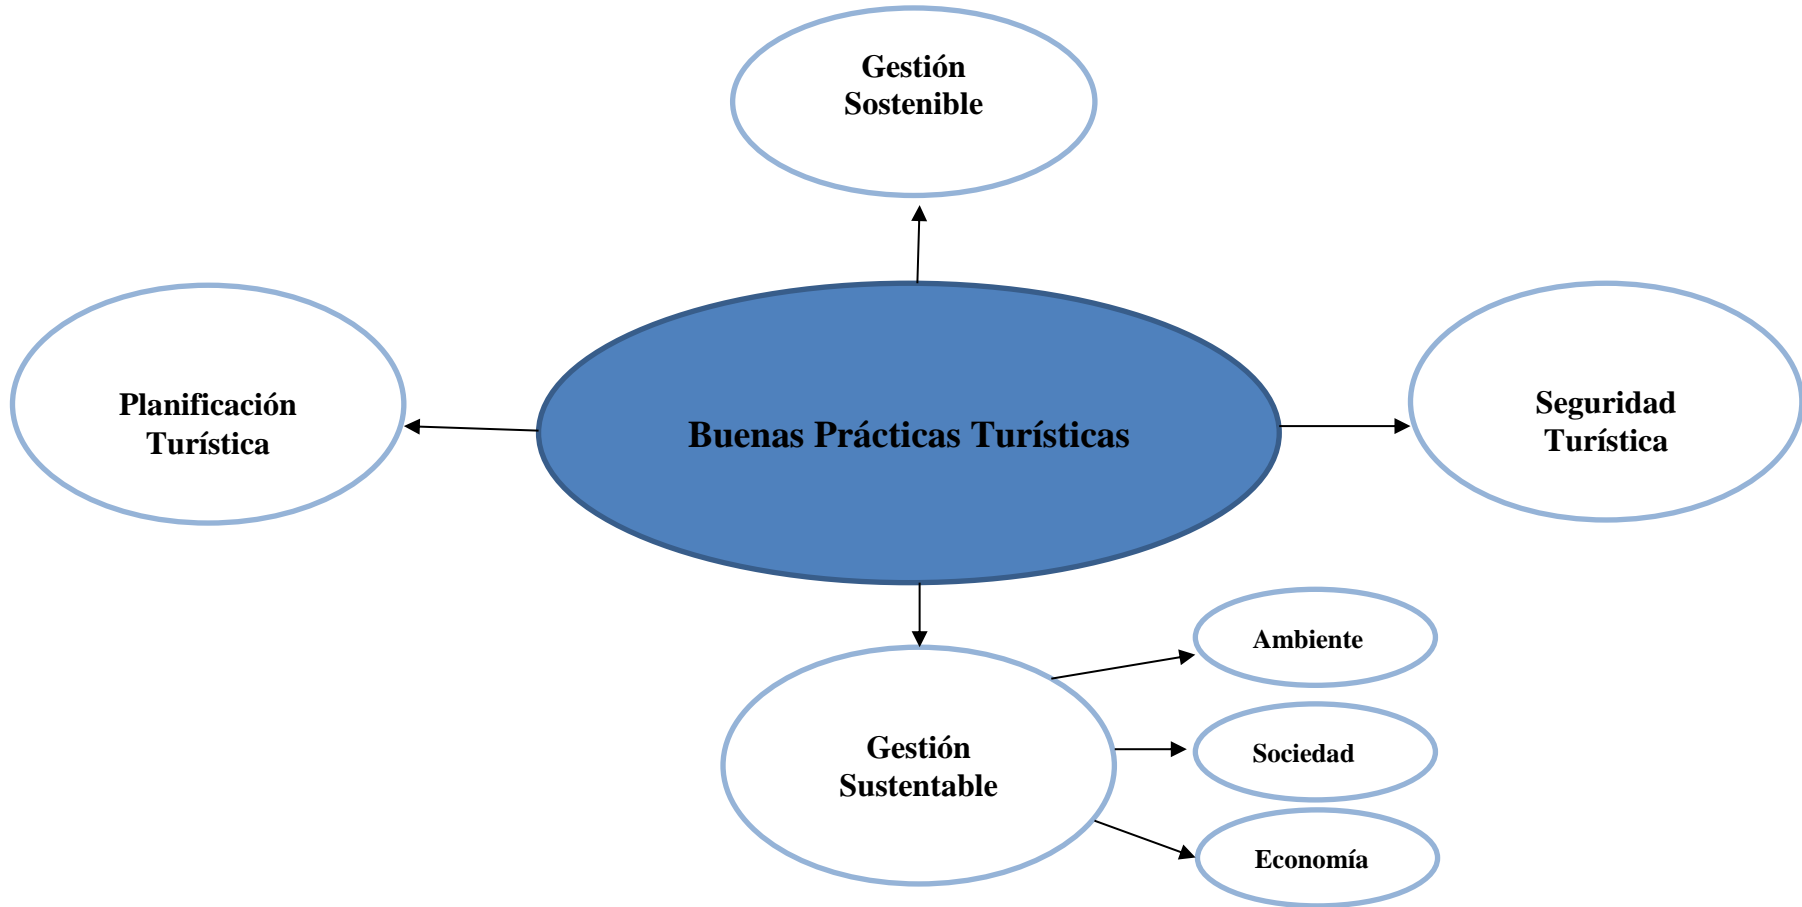 Gestión
Sostenible
Planificación
Turística
Buenas Prácticas Turísticas
Seguridad
Turística
Gestión
Sustentable
Ambiente
Sociedad
Economía